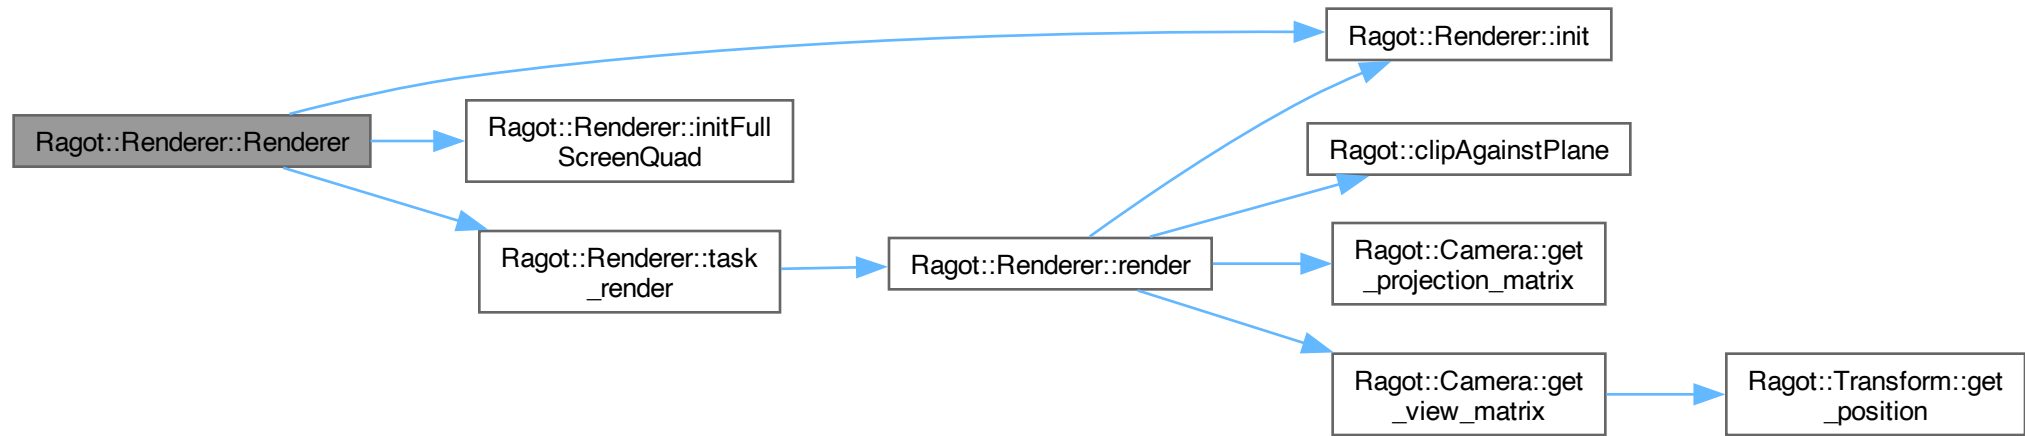 Ragot::Renderer::Renderer
Ragot::Renderer::initFull
ScreenQuad
Ragot::Renderer::task
_render
Ragot::Renderer::render
Ragot::Renderer::init
Ragot::clipAgainstPlane
Ragot::Camera::get
_projection_matrix
Ragot::Camera::get
_view_matrix
Ragot::Transform::get
_position